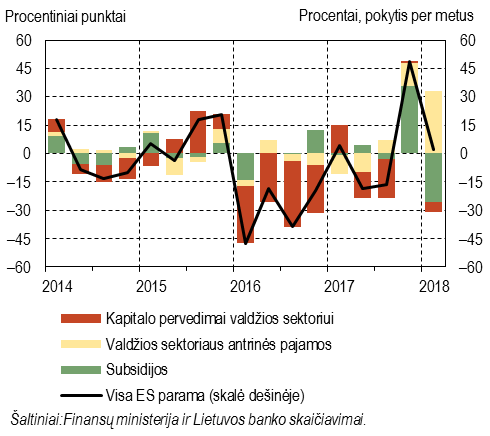 Procentiniai punktai
Procentai, pokytis per metus
60 60
45 45
30 30
15 15
0 0
–15 –15
–30 –30
–45 –45
–60 –60
2014 2015 2016 2017 2018
Kapitalo pervedimai valdžios sektoriui
Valdžios sektoriaus antrinės pajamos
Subsidijos
Visa ES parama (skalė dešinėje)
Šaltiniai:Finansų ministerija ir Lietuvos banko skaičiavimai.